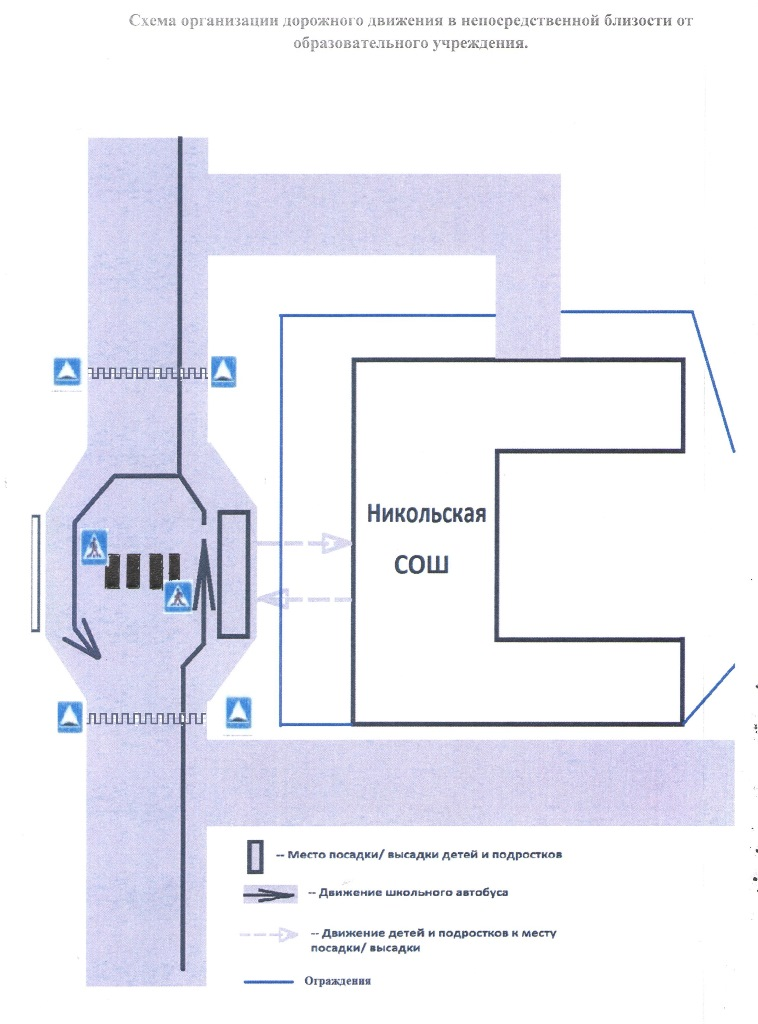 Схема организации дорожного движения в непосредственной близости от
образовательного учреждения.
Никольская
СОШ
-- Место посадки/ высадки детей и подростков
-- Движение школьного автобуса
-- Движение детей и подростков к месту
посадки/ высадки
Ограждения